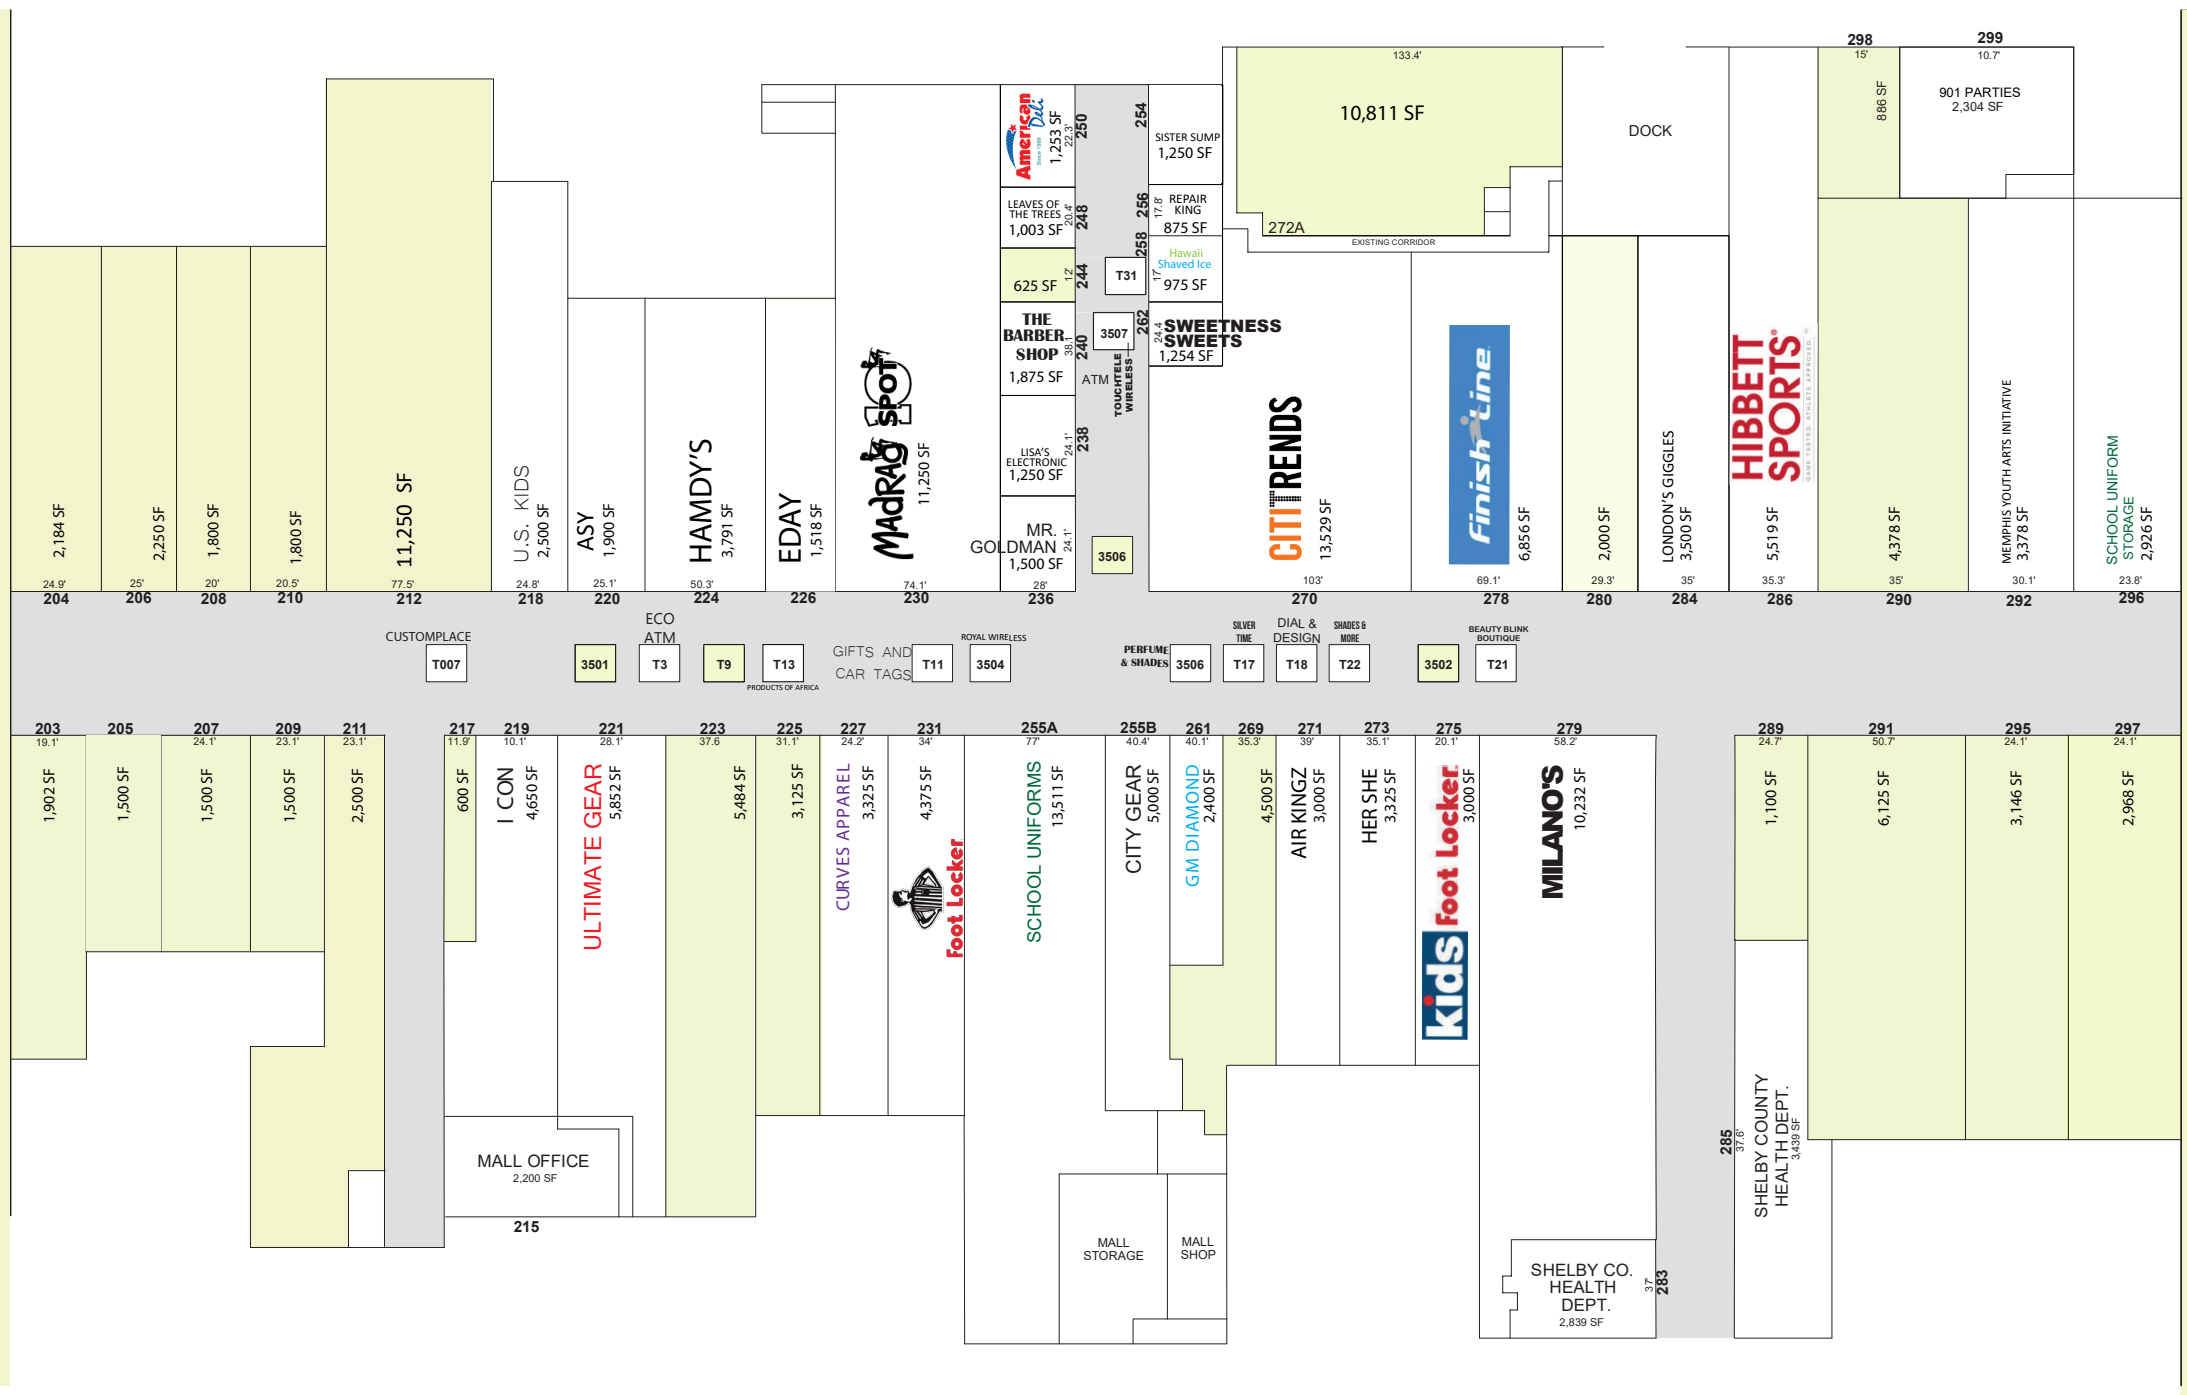 298
299
15'
10.7'
886 SF
901 PARTIES
2,304 SF
133.4'
10,811 SF
272A
EXISTING CORRIDOR
DOCK
American
Deli
Since 1989
1,253 SF
22.3'
250
LEAVES OF
THE TREES
1,003 SF
20.4'
248
625 SF
12'
244
THE
BARBER
SHOP
1,875 SF
38.1
240
LISA'S
ELECTRONIC
1,250 SF
24.1'
238
MR.
GOLDMAN
1,500 SF
24.1'
28'
236
254
SISTER SUMP
1,250 SF
256
17.8'
REPAIR
KING
875 SF
258
Hawaii
Shaved Ice
17'
975 SF
262
24.4
SWEETNESS
SWEETS
1,254 SF
T31
3507
TOUCHTELE
WIRELESS
ATM
3506
2,184 SF
24.9'
204
2,250 SF
25'
206
1,800 SF
20'
208
1,800 SF
20.5'
210
11,250 SF
77.5'
212
U.S. KIDS
2,500 SF
24.8'
218
ASY
1,900 SF
25.1'
220
HAMDY'S
3,791 SF
50.3'
224
EDAY
1,518 SF
226
MADRAG
SPOT
10
11,250 SF
74.1'
230
CITITRENDS
13,529 SF
103'
270
Finish Line
6,856 SF
69.1'
278
2,000 SF
29.3'
280
LONDON'S GIGGLES
3,500 SF
35'
284
HIBBETT
SPORTS®
GAME TESTED. ATHLETE APPROVED.
5,519 SF
35.3'
286
4,378 SF
35'
290
MEMPHIS YOUTH ARTS INITIATIVE
3,378 SF
30.1'
292
SCHOOL UNIFORM
STORAGE
2,926 SF
23.8'
296
CUSTOMPLACE
T007
3501
ECO
ATM
T3
T9
T13
PRODUCTS OF AFRICA
GIFTS AND
CAR TAGS
T11
ROYAL WIRELESS
3504
PERFUME
& SHADES
3506
SILVER
TIME
T17
DIAL &
DESIGN
T18
SHADES &
MORE
T22
3502
BEAUTY BLINK
BOUTIQUE
T21
203
19.1'
1,902 SF
205
1,500 SF
207
24.1'
1,500 SF
209
23.1'
1,500 SF
211
23.1'
2,500 SF
217
11.9'
600 SF
219
10.1'
I CON
4,650 SF
221
28.1'
ULTIMATE GEAR
5,852 SF
223
37.6
5,484 SF
225
31.1'
3,125 SF
227
24.2'
CURVES APPAREL
3,325 SF
231
34'
4,375 SF
Foot Locker
255A
77'
SCHOOL UNIFORMS
13,511 SF
255B
40.4'
CITY GEAR
5,000 SF
261
40.1'
GM DIAMOND
2,400 SF
269
35.3'
4,500 SF
271
39'
AIR KINGZ
3,000 SF
273
35.1'
HER SHE
3,325 SF
275
20.1'
kids Foot Locker
3,000 SF
279
58.2'
MILANO'S
10,232 SF
289
24.7'
1,100 SF
291
50.7'
6,125 SF
295
24.1'
3,146 SF
297
24.1'
2,968 SF
MALL OFFICE
2,200 SF
215
MALL
STORAGE
MALL
SHOP
SHELBY CO.
HEALTH
DEPT.
2,839 SF
37'
283
285
37.6'
SHELBY COUNTY
HEALTH DEPT.
3,439 SF